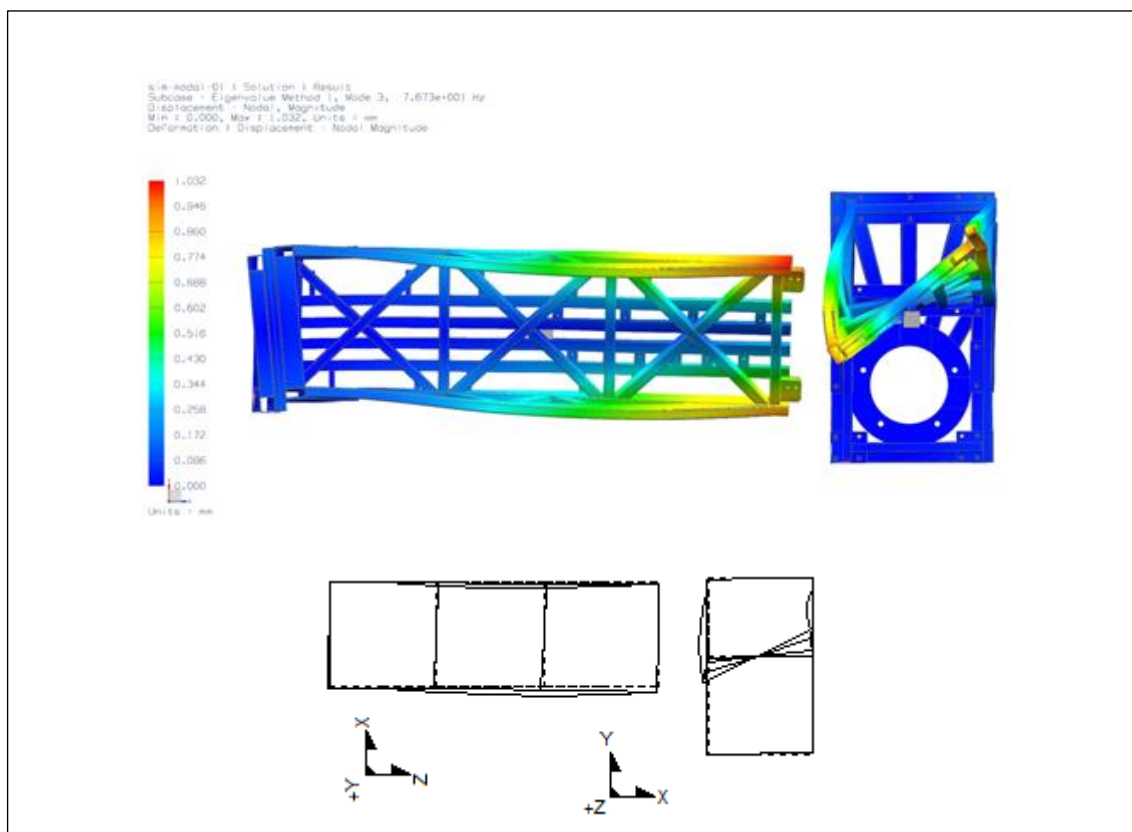 sim-modal-01 : Solution 1 Result
Subcase - Eigenvalue Method 1, Mode 3, 7.673e+001 Hz
Displacement - Nodal, Magnitude
Min : 0.000, Max : 1.032, Units = mm
Deformation : Displacement - Nodal Magnitude
1.032
0.946
0.860
0.774
0.688
0.602
0.516
0.430
0.344
0.258
0.172
0.086
0.000
Units = mm
X
Z
+Y
Y
X
+Z